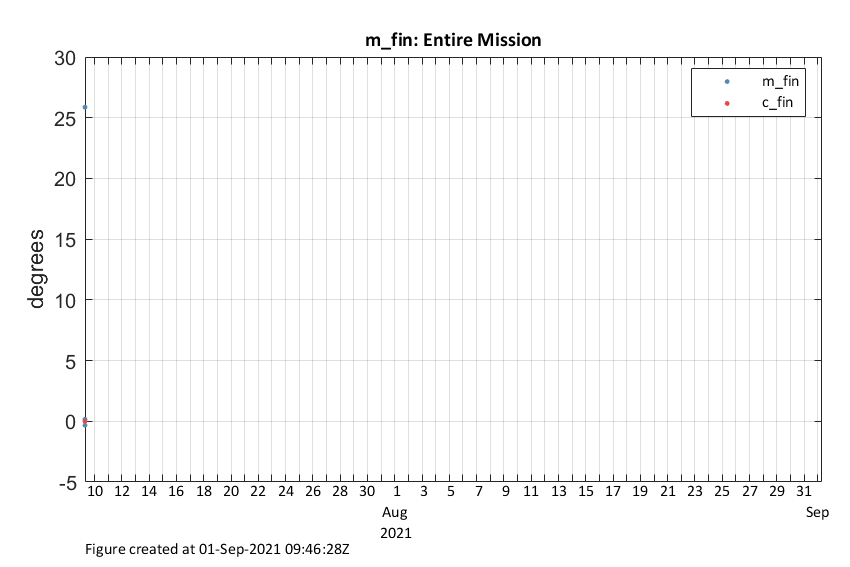 m_fin: Entire Mission
m_fin
c_fin
30
25
20
15
10
5
0
-5
degrees
10 12 14 16 18 20 22 24 26 28 30 1 3 5 7 9 11 13 15 17 19 21 23 25 27 29 31
Aug Sep
2021
Figure created at 01-Sep-2021 09:46:28Z